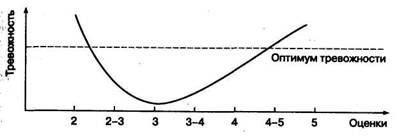 Тревожность
Оптимум тревожности
2 2–3 3 3–4 4 4–5 5 Оценки